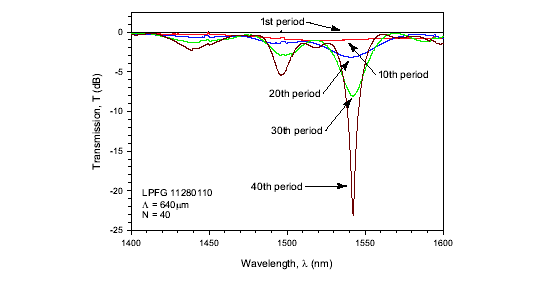 1st period
0
10th period
-5
20th period
30th period
-10
-15
40th period
-20
-25
LPFG 11280110
Λ = 640µm
N = 40
1400
1450
1500
1550
1600
Transmission, T (dB)
Wavelength, λ (nm)